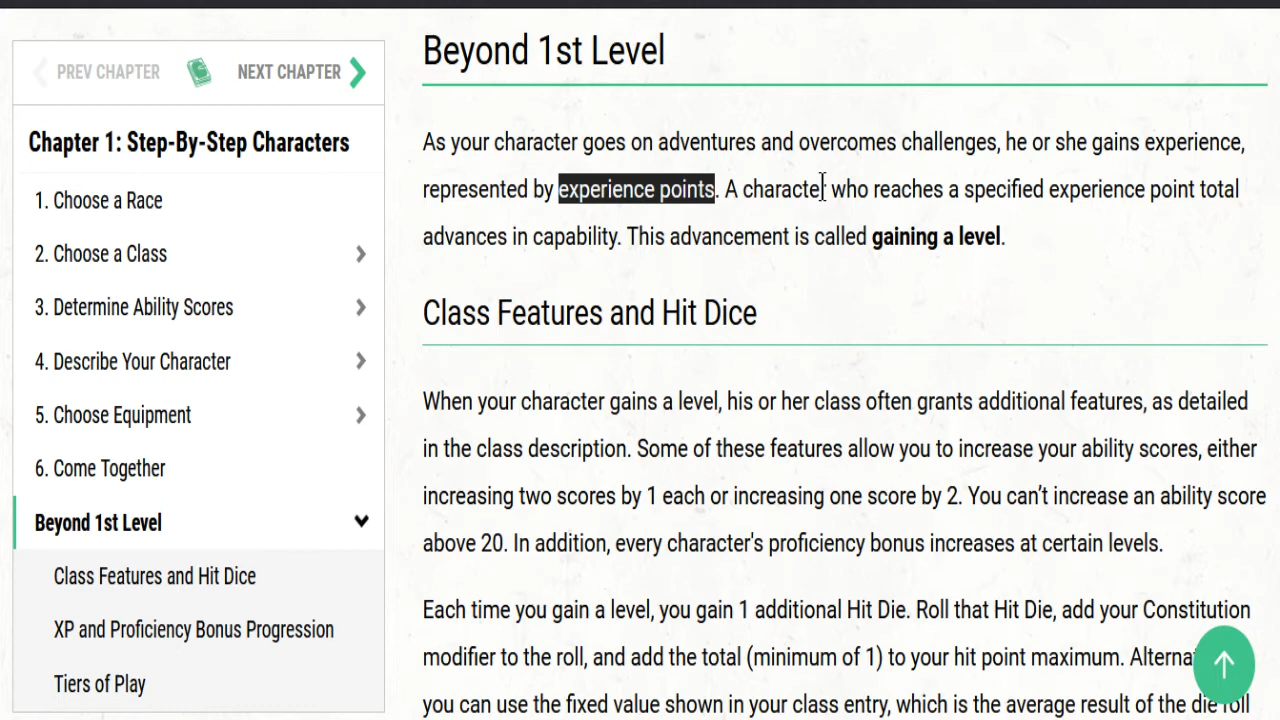 PREV CHAPTER
NEXT CHAPTER
Chapter 1: Step-By-Step Characters
1. Choose a Race
2. Choose a Class
3. Determine Ability Scores
4. Describe Your Character
5. Choose Equipment
6. Come Together
Beyond 1st Level
Class Features and Hit Dice
XP and Proficiency Bonus Progression
Tiers of Play
Beyond 1st Level
As your character goes on adventures and overcomes challenges, he or she gains experience,
represented by experience points. A character who reaches a specified experience point total
advances in capability. This advancement is called gaining a level.
Class Features and Hit Dice
When your character gains a level, his or her class often grants additional features, as detailed
in the class description. Some of these features allow you to increase your ability scores, either
increasing two scores by 1 each or increasing one score by 2. You can’t increase an ability score
above 20. In addition, every character's proficiency bonus increases at certain levels.
Each time you gain a level, you gain 1 additional Hit Die. Roll that Hit Die, add your Constitution
modifier to the roll, and add the total (minimum of 1) to your hit point maximum.
you can use the fixed value shown in your class entry, which is the average result of the die roll